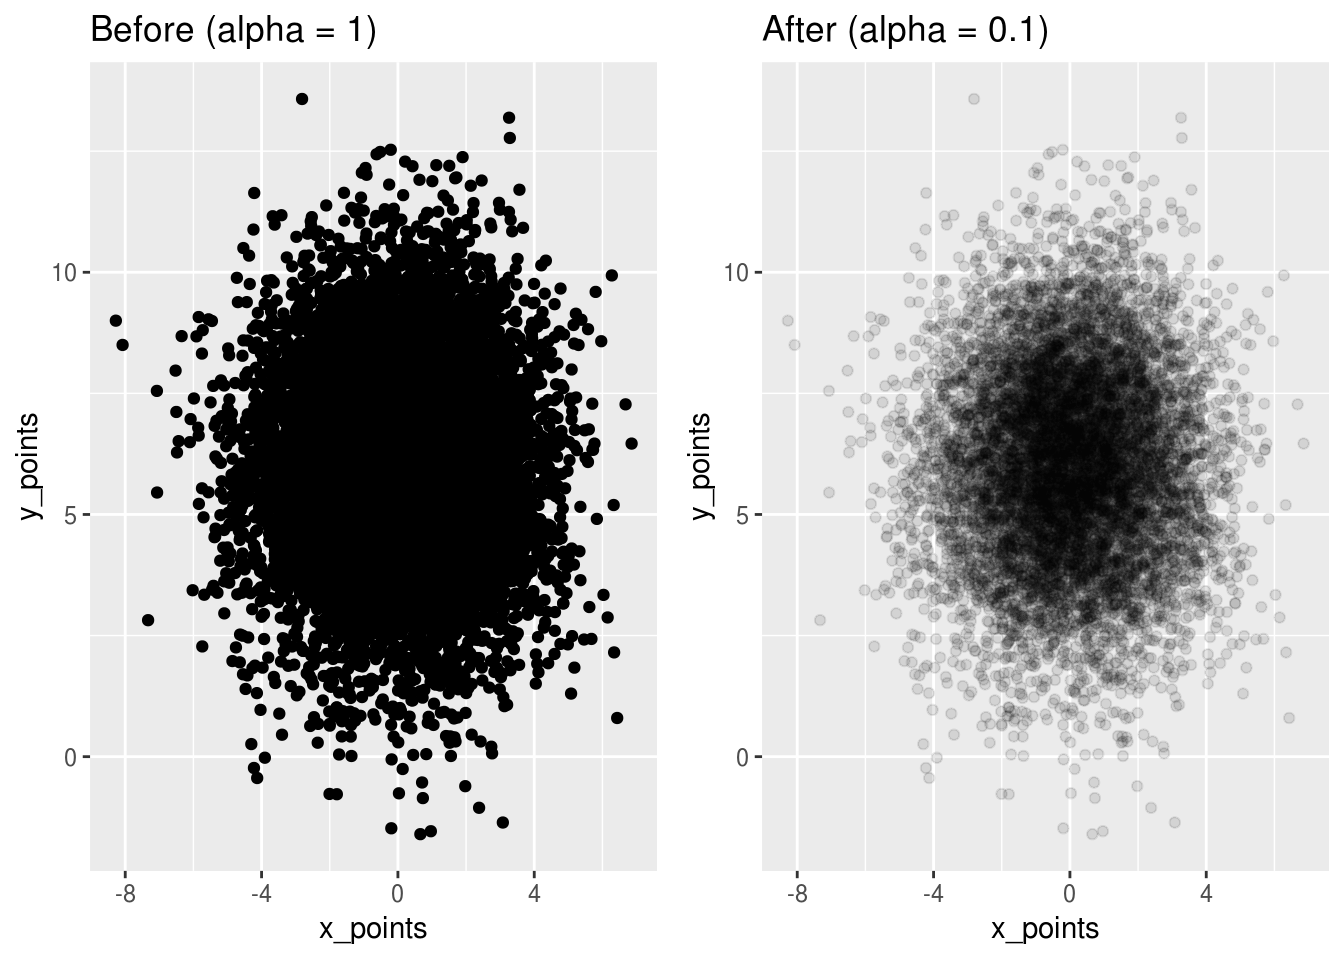 Before (alpha = 1)
10
5
0
y_points
-8 -4 0 4
x_points
After (alpha = 0.1)
10
5
0
y_points
-8 -4 0 4
x_points